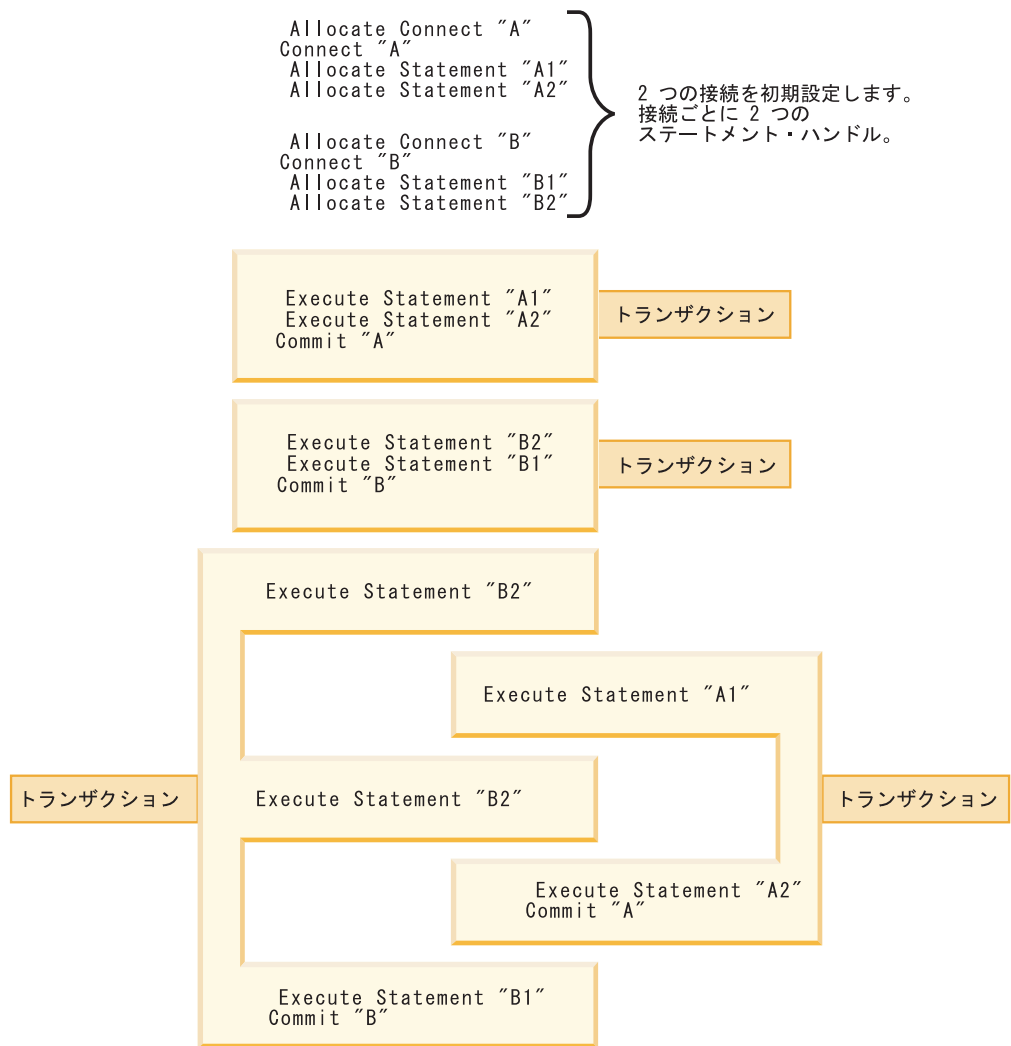 Allocate Connect "A"
Connect "A"
Allocate Statement "A1"
Allocate Statement "A2"
Allocate Connect "B"
Connect "B"
Allocate Statement "B1"
Allocate Statement "B2"
2 つの接続を初期設定します。
接続ごとに 2 つの
ステートメント・ハンドル。
Execute Statement "A1"
Execute Statement "A2"
Commit "A"
トランザクション
Execute Statement "B2"
Execute Statement "B1"
Commit "B"
トランザクション
Execute Statement "B2"
Execute Statement "A1"
トランザクション
Execute Statement "B2"
トランザクション
Execute Statement "A2"
Commit "A"
Execute Statement "B1"
Commit "B"